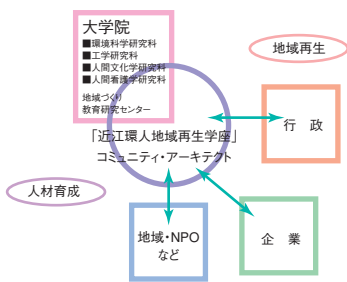 大学院
■環境科学研究科
■工学研究科
■人間文化学研究科
■人間看護学研究科
地域づくり
教育研究センター
地域再生
「近江環人地域再生学座」
コミュニティ・アーキテクト
行 政
人材育成
地域・NPO
など
企 業